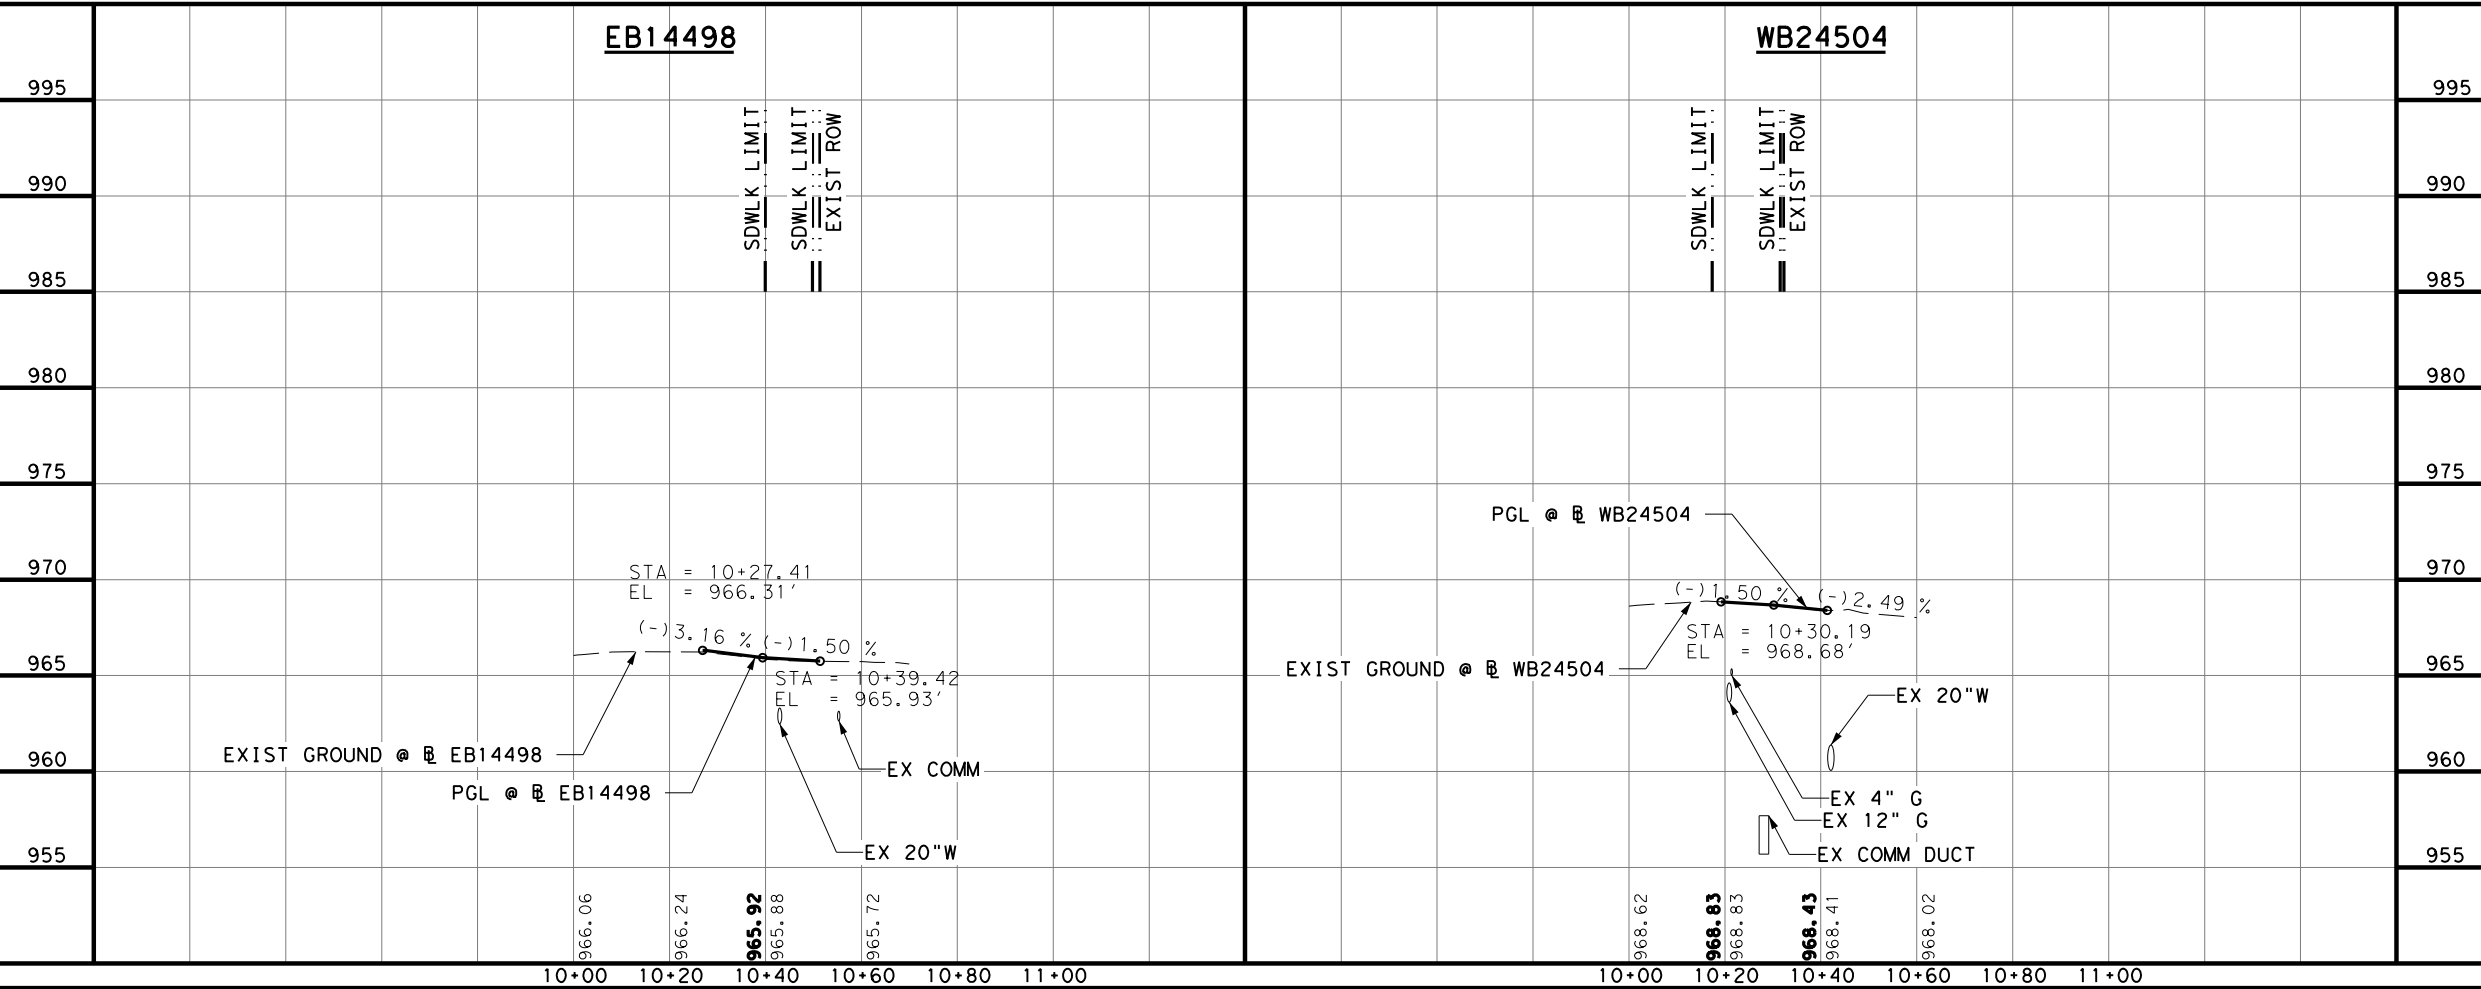 EB14498
WB24504
995
990
985
980
975
970
965
960
955
SDWLK LIMIT
SDWLK LIMIT
EXIST ROW
STA = 10+27.41
EL = 966.31'
(-)3.16 %
(-)1.50 %
STA = 10+39.42
EL = 965.93'
EXIST GROUND @ BL EB14498
PGL @ BL EB14498
EX COMM
EX 20"W
966.06
966.24
965.92
965.88
965.72
10+00
10+20
10+40
10+60
10+80
11+00
SDWLK LIMIT
SDWLK LIMIT
EXIST ROW
PGL @ BL WB24504
(-)1.50 %
(-)2.49 %
STA = 10+30.19
EL = 968.68'
EXIST GROUND @ BL WB24504
EX 20"W
EX 4" G
EX 12" G
EX COMM DUCT
968.62
968.83
968.83
968.43
968.41
968.02
10+00
10+20
10+40
10+60
10+80
11+00
995
990
985
980
975
970
965
960
955